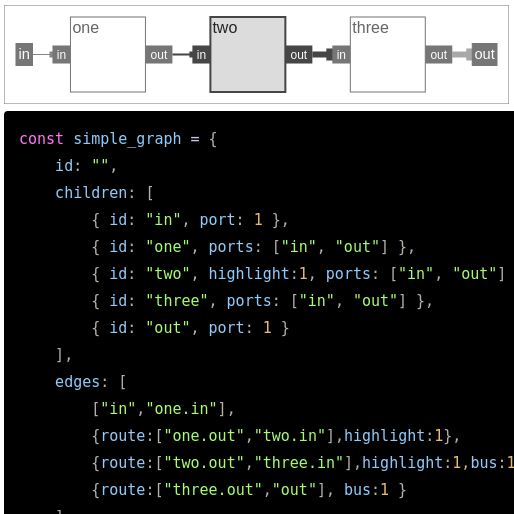 one two three
in in out in out in out out
const simple_graph = {
id: "",
children: [
{ id: "in", port: 1 },
{ id: "one", ports: ["in", "out"] },
{ id: "two", highlight:1, ports: ["in", "out"]
{ id: "three", ports: ["in", "out"] },
{ id: "out", port: 1 }
],
edges: [
["in","one.in"],
{route:["one.out","two.in"],highlight:1},
{route:["two.out","three.in"],highlight:1,bus:1
{route:["three.out","out"], bus:1 }